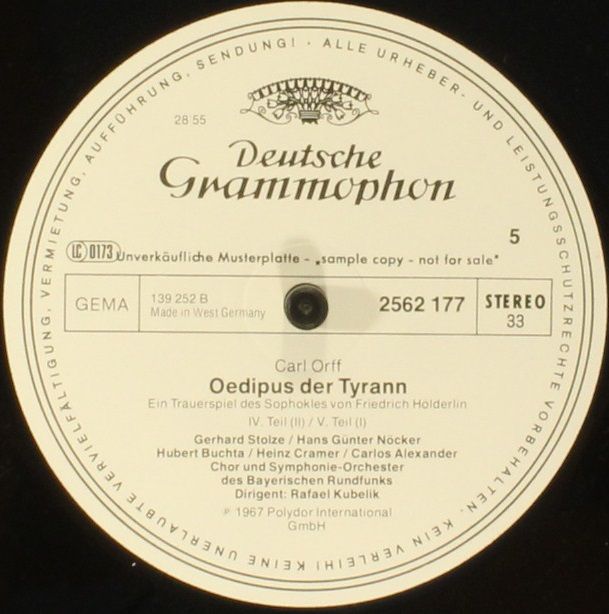 KEINE UNERLAUBTE VERVIELFÄLTIGUNG, VERMIETUNG, AUFFÜHRUNG, SENDUNG! · ALLE URHEBER- UND LEISTUNGSSCHUTZRECHTE VORBEHALTEN · KEIN VERLEIH!
28 55
Deutsche
Grammophon
5
LC 0173 Unverkäufliche Musterplatte - „sample copy - not for sale"
GEMA
139 252 B
Made in West Germany
2562 177
STEREO
33
Carl Orff
Oedipus der Tyrann
Ein Trauerspiel des Sophokles von Friedrich Hölderlin
IV. Teil (II) / V. Teil (I)
Gerhard Stolze / Hans Günter Nöcker
Hubert Buchta / Heinz Cramer / Carlos Alexander
Chor und Symphonie-Orchester
des Bayerischen Rundfunks
Dirigent: Rafael Kubelik
℗ 1967 Polydor International
GmbH